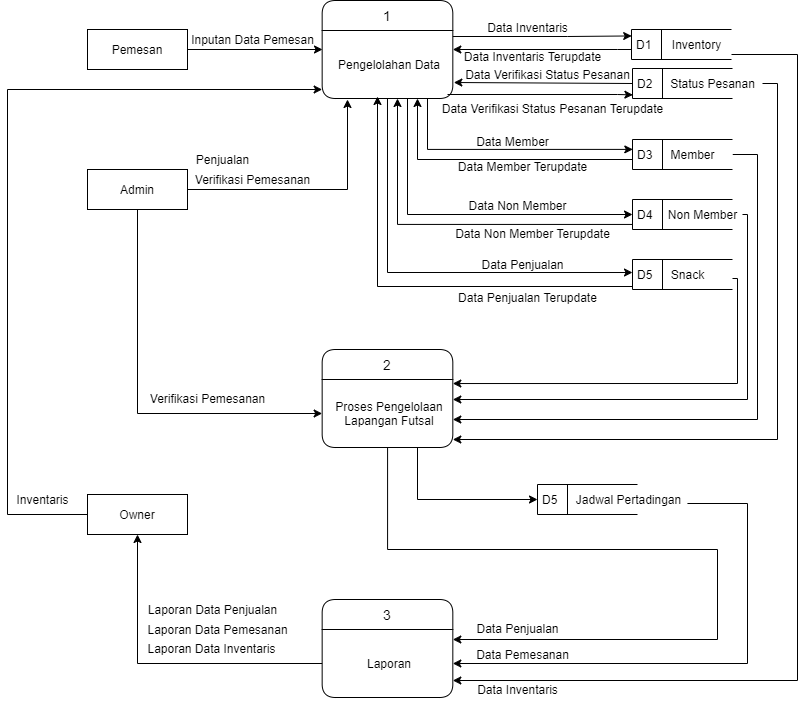 1
Pengelolahan Data
Pemesan
Inputan Data Pemesan
Data Inventaris
D1 Inventory
Data Inventaris Terupdate
Data Verifikasi Status Pesanan
D2 Status Pesanan
Data Verifikasi Status Pesanan Terupdate
Penjualan
Verifikasi Pemesanan
Admin
Data Member
D3 Member
Data Member Terupdate
Data Non Member
D4 Non Member
Data Non Member Terupdate
Data Penjualan
D5 Snack
Data Penjualan Terupdate
2
Proses Pengelolaan
Lapangan Futsal
Verifikasi Pemesanan
Inventaris
Owner
D5 Jadwal Pertadingan
Laporan Data Penjualan
Laporan Data Pemesanan
Laporan Data Inventaris
3
Laporan
Data Penjualan
Data Pemesanan
Data Inventaris